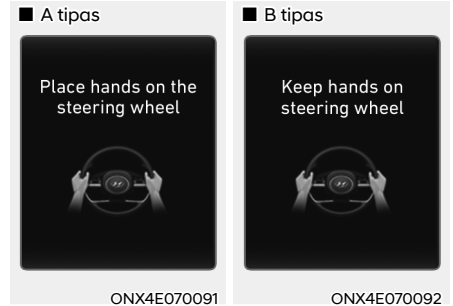 ■ A tipas
Place hands on the
steering wheel
ONX4E070091
■ B tipas
Keep hands on
steering wheel
ONX4E070092